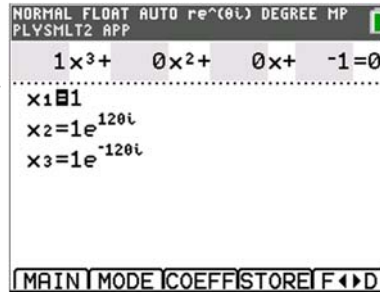 NORMAL FLOAT AUTO re^(θi) DEGREE MP
PLYSMLT2 APP
1x³+ 0x²+ 0x+ -1=0
x1=1
x2=1e^120i
x3=1e^-120i
MAIN MODE COEFF STORE F◄►D